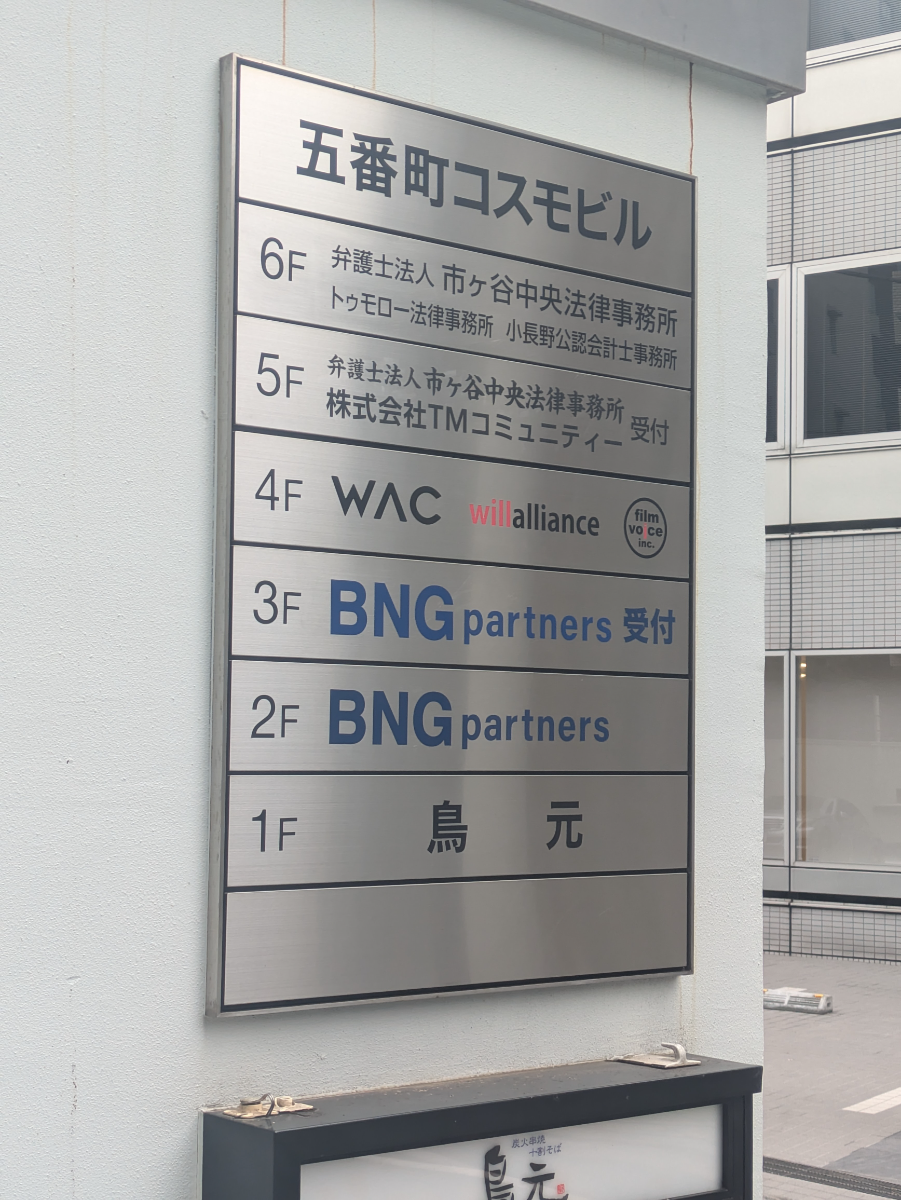 五番町コスモビル
6F 弁護士法人 市ヶ谷中央法律事務所
トゥモロー法律事務所 小長野公認会計士事務所
5F 弁護士法人市ヶ谷中央法律事務所
株式会社TMコミュニティー 受付
4F WAC willalliance film voice inc.
3F BNG partners 受付
2F BNG partners
1F 鳥 元
炭火串焼
十割そば
鳥元